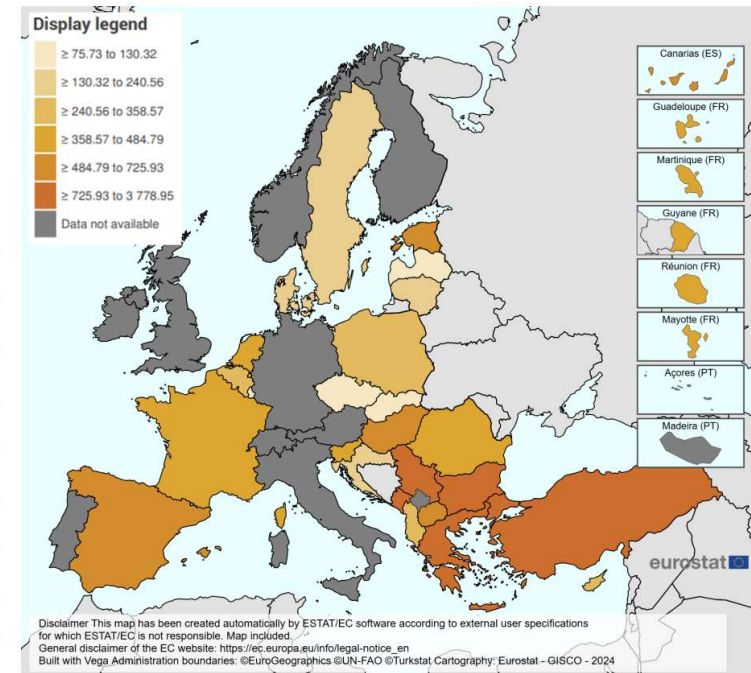 Display legend
≥ 75.73 to 130.32
≥ 130.32 to 240.56
≥ 240.56 to 358.57
≥ 358.57 to 484.79
≥ 484.79 to 725.93
≥ 725.93 to 3 778.95
Data not available
Canarias (ES)
Guadeloupe (FR)
Martinique (FR)
Guyane (FR)
Réunion (FR)
Mayotte (FR)
Açores (PT)
Madeira (PT)
eurostat
Disclaimer This map has been created automatically by ESTAT/EC software according to external user specifications
for which ESTAT/EC is not responsible. Map included.
General disclaimer of the EC website: https://ec.europa.eu/info/legal-notice_en
Built with Vega Administration boundaries: ©EuroGeographics ©UN-FAO ©Turkstat Cartography: Eurostat - GISCO - 2024